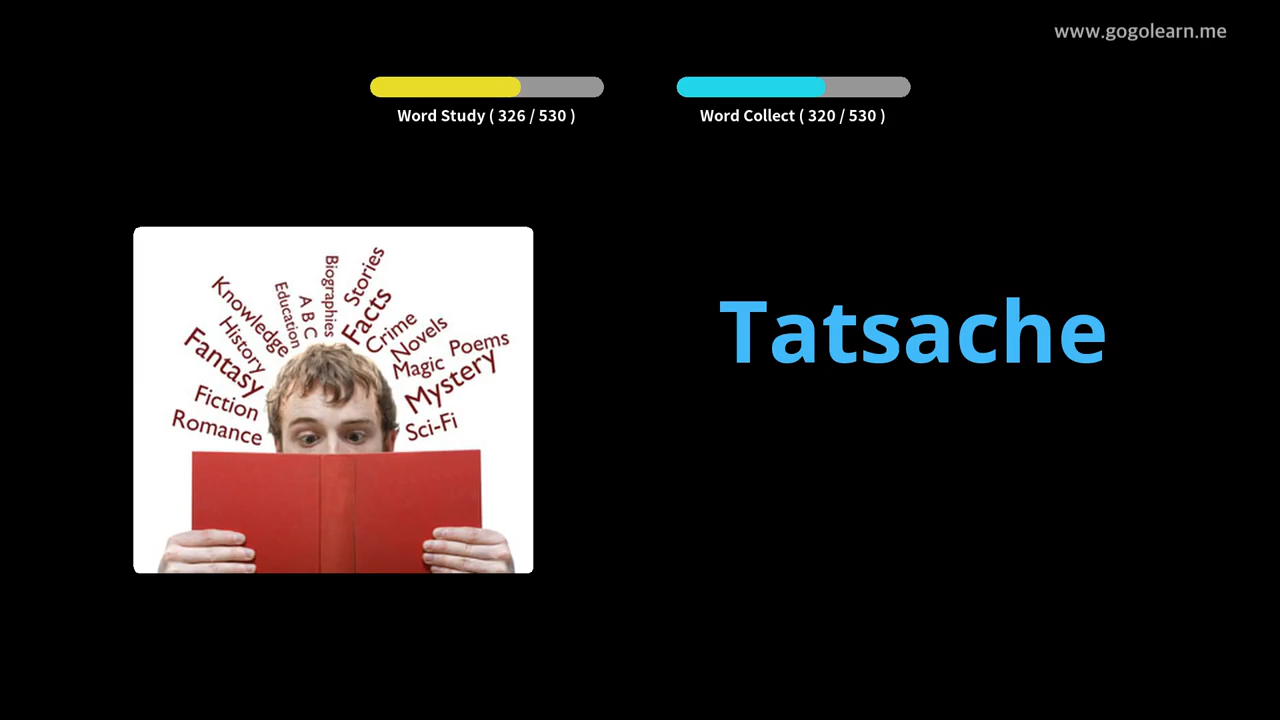 www.gogolearn.me
Word Study ( 326 / 530 )
Word Collect ( 320 / 530 )
Tatsache
Romance
Fiction
Fantasy
History
Knowledge
Education
A B C
Biographies
Stories
Facts
Crime
Novels
Magic
Poems
Mystery
Sci-Fi